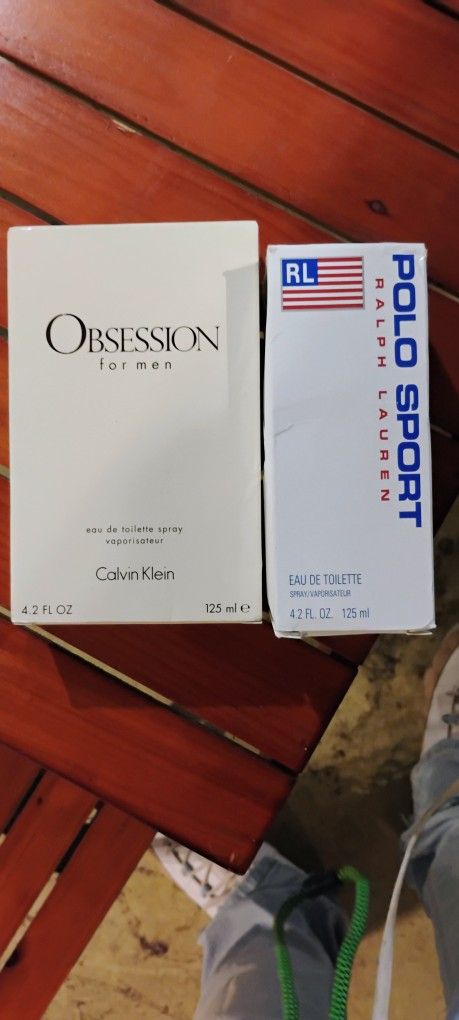 OBSESSION
for men
eau de toilette spray
vaporisateur
Calvin Klein
4.2 FL OZ 125 ml ℮
RL
POLO SPORT
RALPH LAUREN
EAU DE TOILETTE
SPRAY/VAPORISATEUR
4.2 FL. OZ. 125 ml